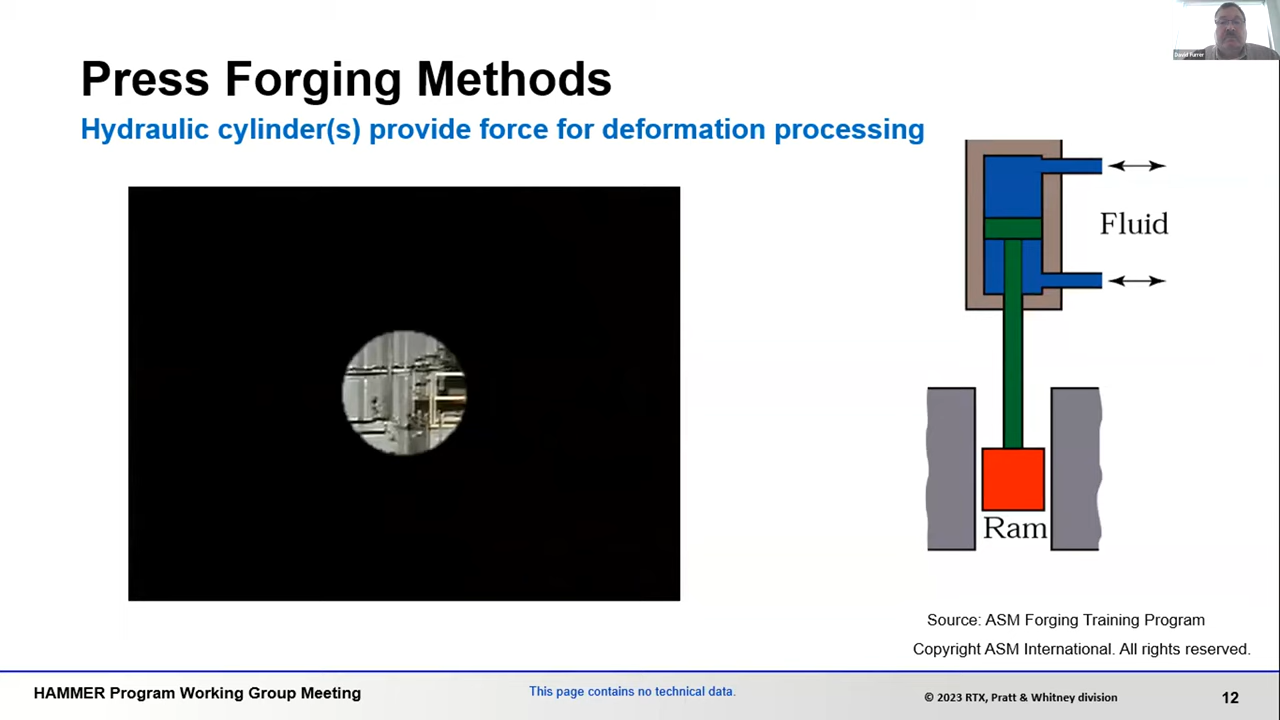 David Furrer
Press Forging Methods
Hydraulic cylinder(s) provide force for deformation processing
Fluid
Ram
Source: ASM Forging Training Program
Copyright ASM International. All rights reserved.
HAMMER Program Working Group Meeting
This page contains no technical data.
© 2023 RTX, Pratt & Whitney division
12